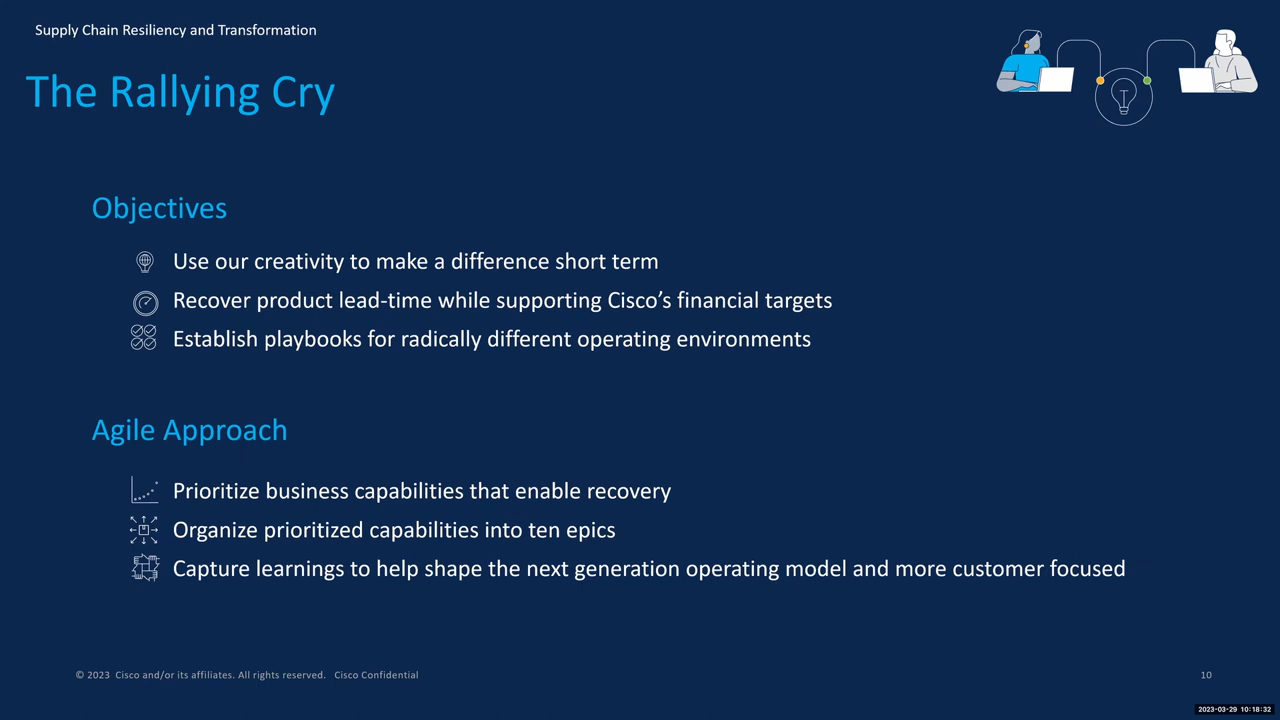 Supply Chain Resiliency and Transformation
The Rallying Cry
Objectives
Use our creativity to make a difference short term
Recover product lead-time while supporting Cisco’s financial targets
Establish playbooks for radically different operating environments
Agile Approach
Prioritize business capabilities that enable recovery
Organize prioritized capabilities into ten epics
Capture learnings to help shape the next generation operating model and more customer focused
© 2023 Cisco and/or its affiliates. All rights reserved. Cisco Confidential
10
2023-03-29 10:18:32